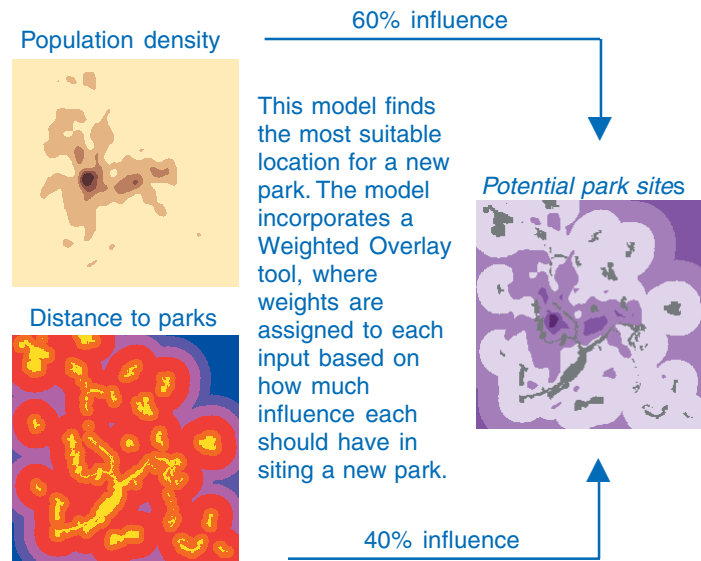 60% influence
Population density
This model finds
the most suitable
location for a new
park. The model
incorporates a
Weighted Overlay
tool, where
weights are
assigned to each
input based on
how much
influence each
should have in
siting a new park.
Potential park sites
Distance to parks
40% influence